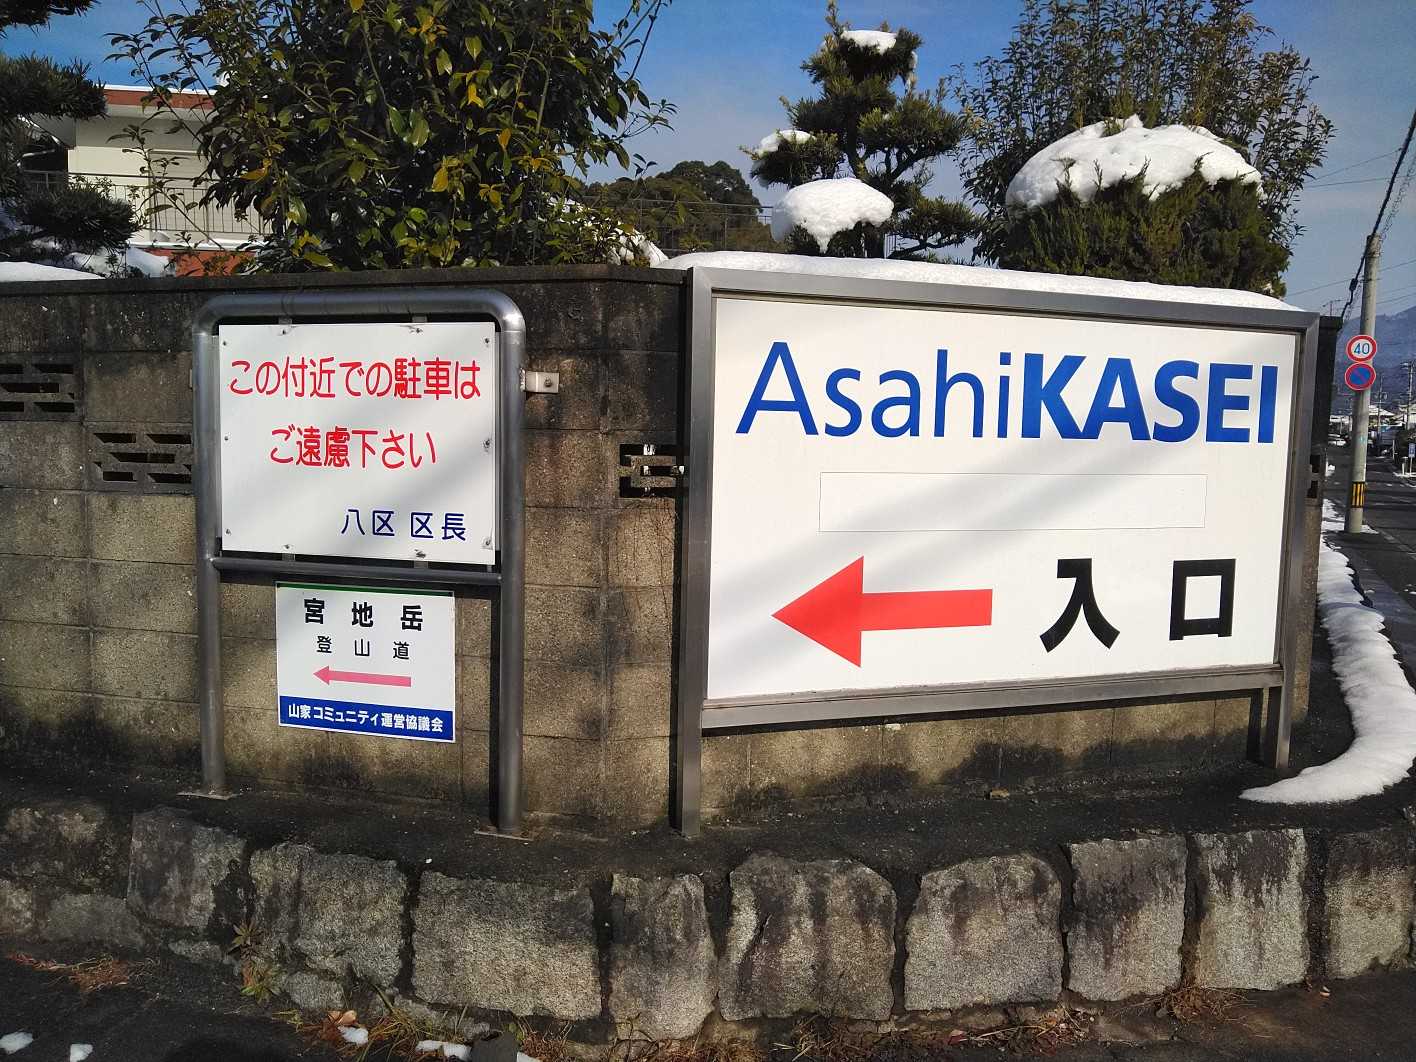 この付近での駐車は
ご遠慮下さい
八区 区長
宮地岳
登山道
山家コミュニティ運営協議会
AsahiKASEI
入口
40